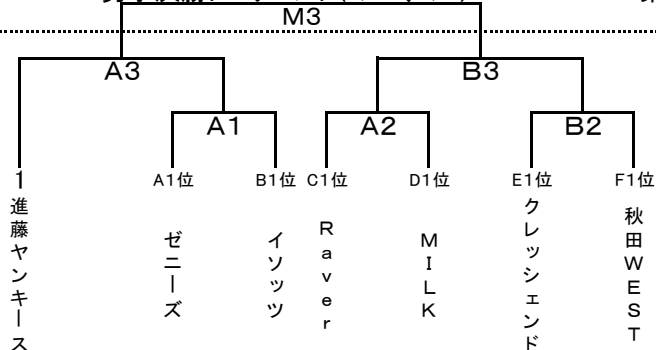 M3
A3 B3
A1 A2 B2
1 A1位 B1位 C1位 D1位 E1位 F1位
進藤ヤンキース
ゼニーズ
イソッツ
Raver
MILK
クレッシェンド
秋田WEST